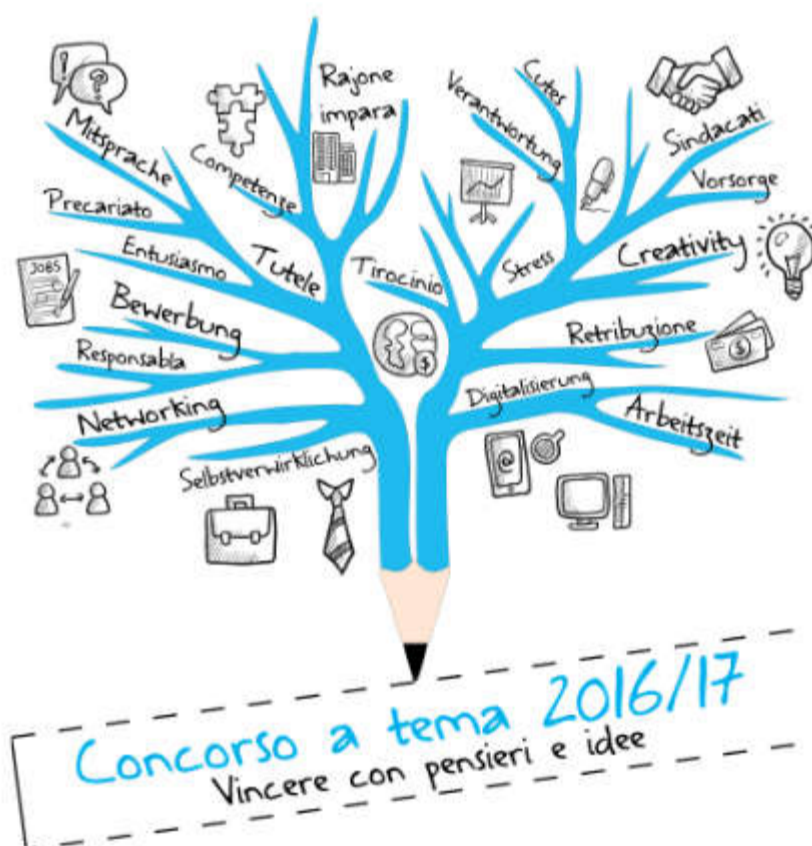 Mitsprache
Precariato
Entusiasmo
Bewerbung
Responsabla
Networking
Selbstverwirklichung
Competenze
Tutele
Rajone
impara
Tirocinio
Verantwortung
Cutes
Stress
Sindacati
Vorsorge
Creativity
Retribuzione
Digitalisierung
Arbeitszeit
JOBS
!
?
$
$
@
Concorso a tema 2016/17
Vincere con pensieri e idee